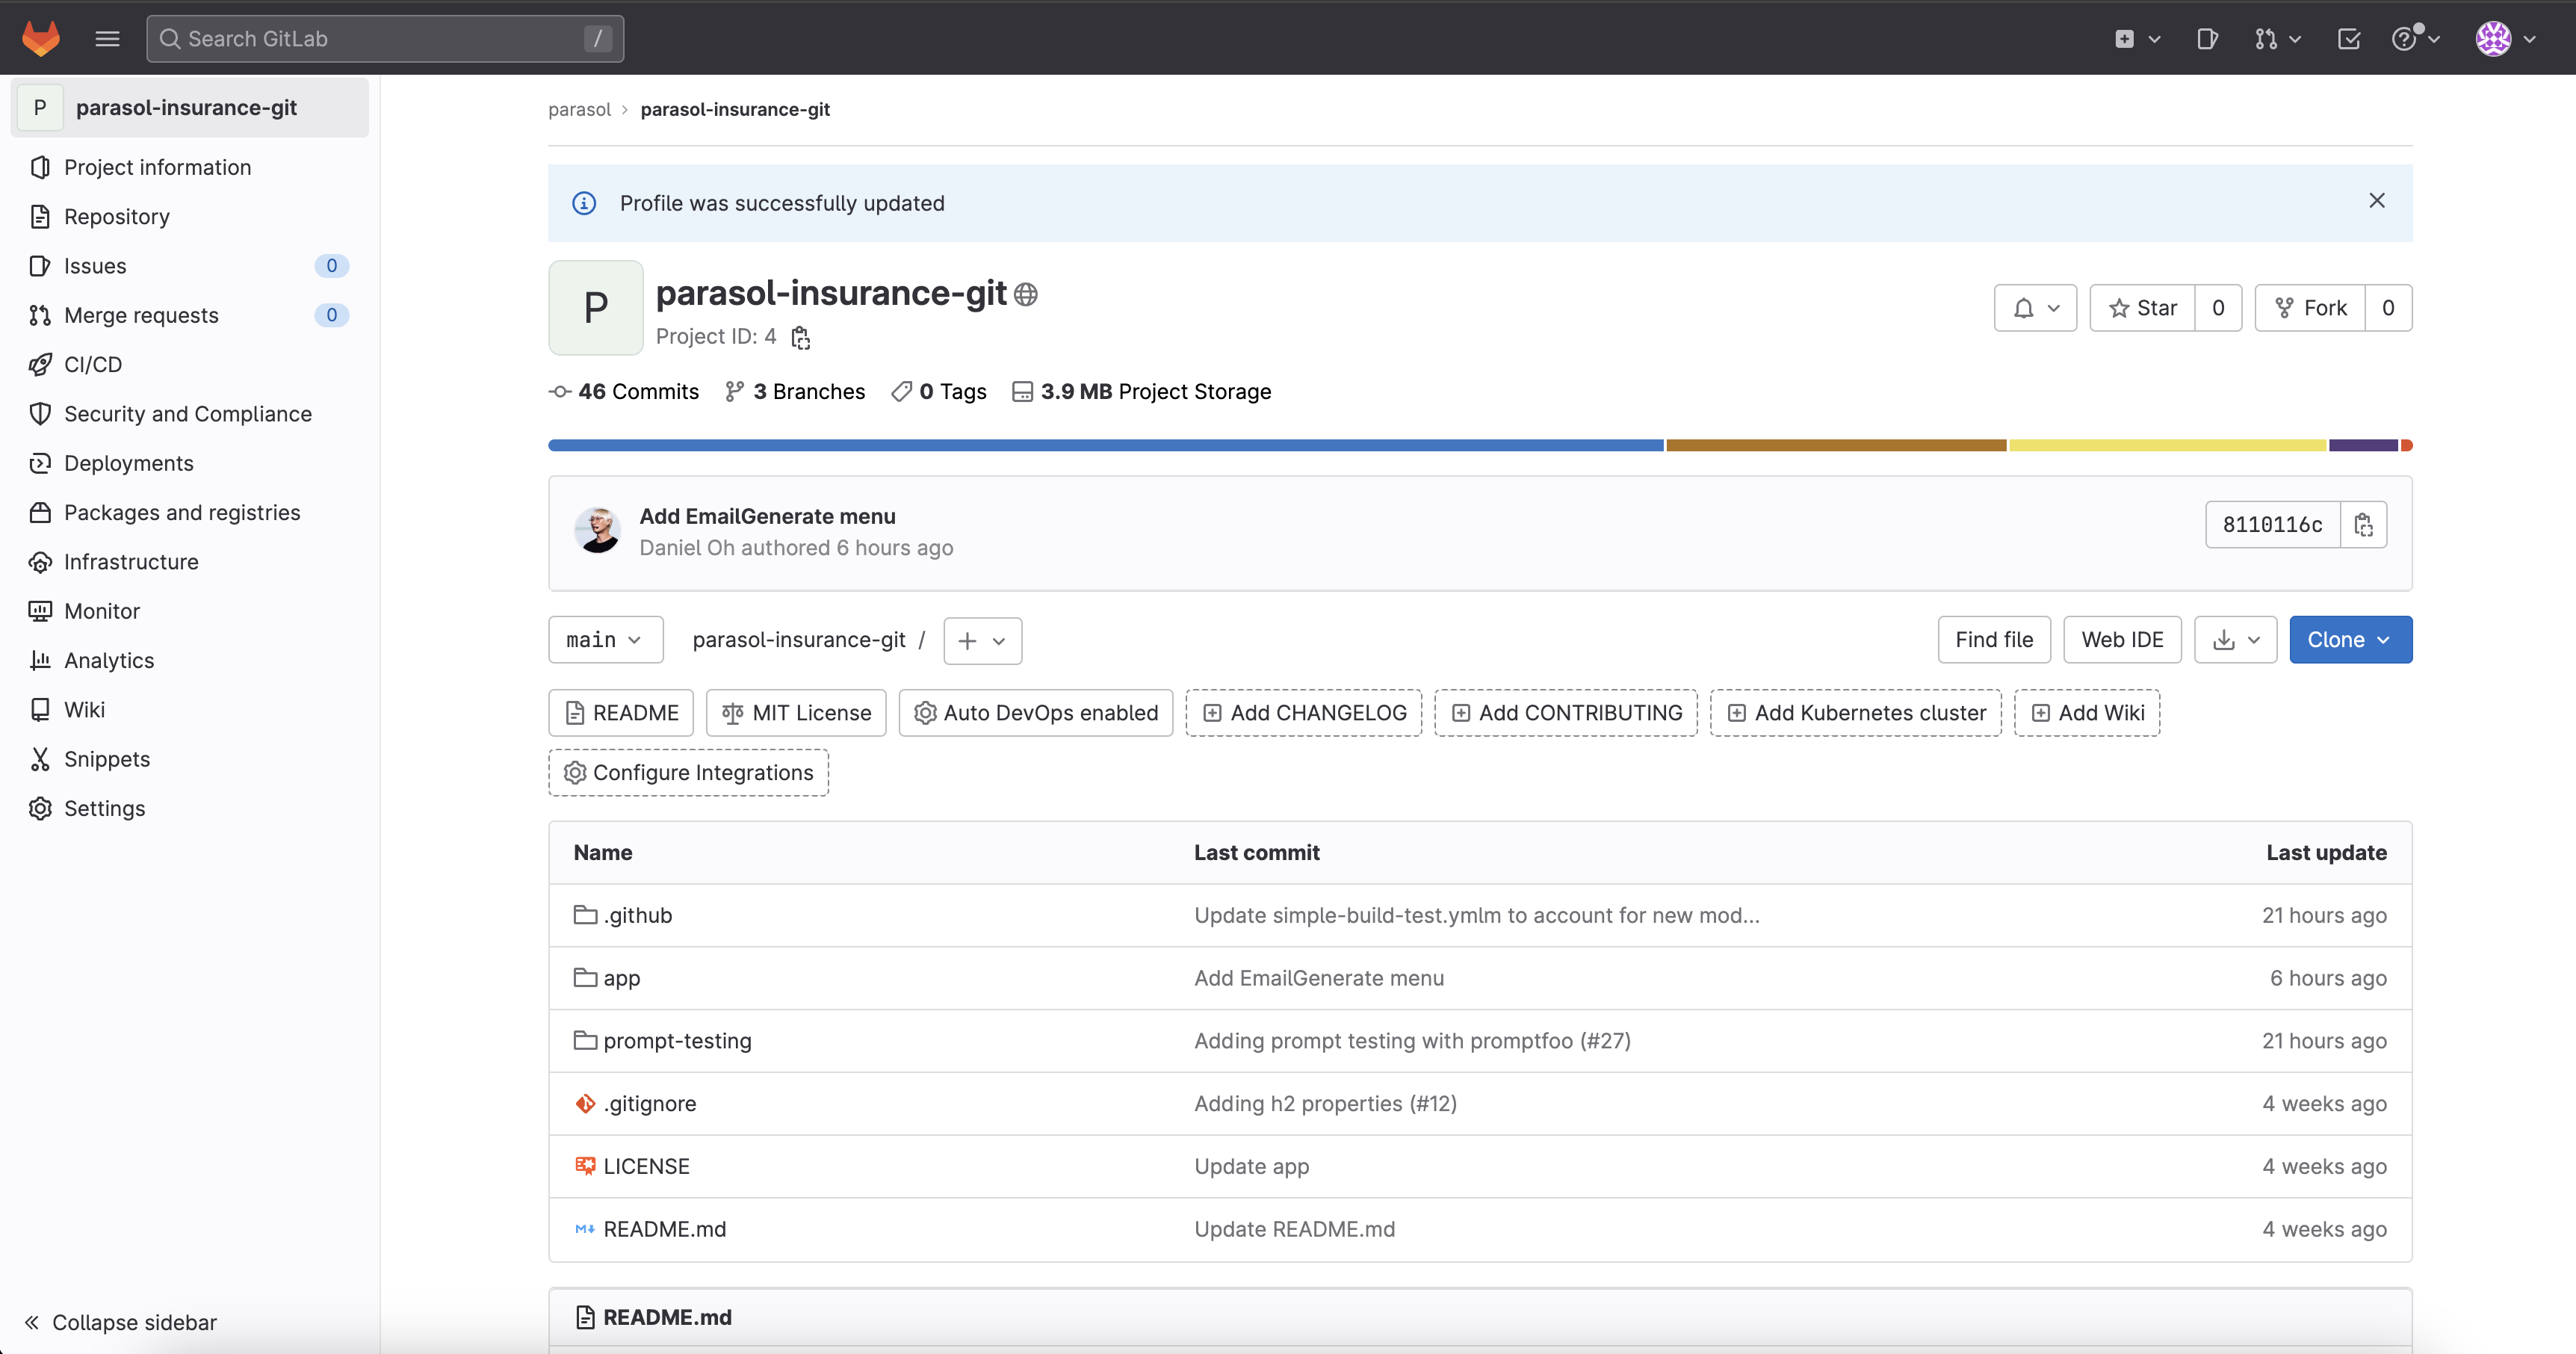 Search GitLab /
P parasol-insurance-git
Project information
Repository
Issues 0
Merge requests 0
CI/CD
Security and Compliance
Deployments
Packages and registries
Infrastructure
Monitor
Analytics
Wiki
Snippets
Settings
Collapse sidebar
parasol › parasol-insurance-git
Profile was successfully updated
P
parasol-insurance-git
Project ID: 4
Star 0 Fork 0
46 Commits 3 Branches 0 Tags 3.9 MB Project Storage
Add EmailGenerate menu
Daniel Oh authored 6 hours ago
8110116c
main parasol-insurance-git / + Find file Web IDE Clone
README MIT License Auto DevOps enabled Add CHANGELOG Add CONTRIBUTING Add Kubernetes cluster Add Wiki
Configure Integrations
Name Last commit Last update
.github Update simple-build-test.ymlm to account for new mod... 21 hours ago
app Add EmailGenerate menu 6 hours ago
prompt-testing Adding prompt testing with promptfoo (#27) 21 hours ago
.gitignore Adding h2 properties (#12) 4 weeks ago
LICENSE Update app 4 weeks ago
README.md Update README.md 4 weeks ago
README.md